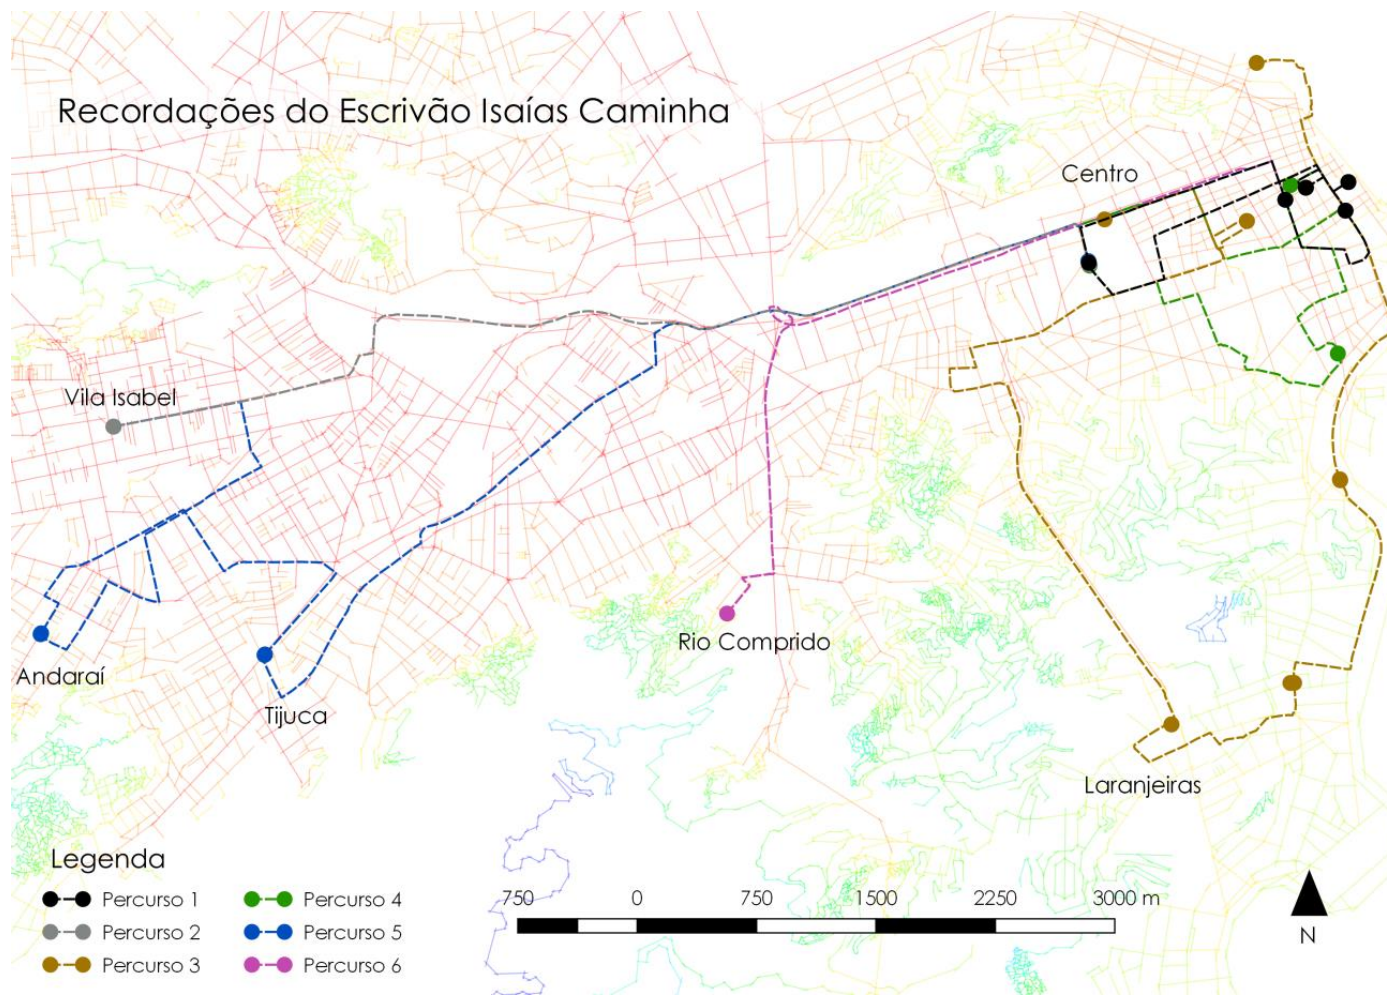 Recordações do Escrivão Isaías Caminha
Centro
Vila Isabel
Rio Comprido
Andaraí
Tijuca
Laranjeiras
Legenda
Percurso 1
Percurso 4
Percurso 2
Percurso 5
Percurso 3
Percurso 6
750 0 750 1500 2250 3000 m
N